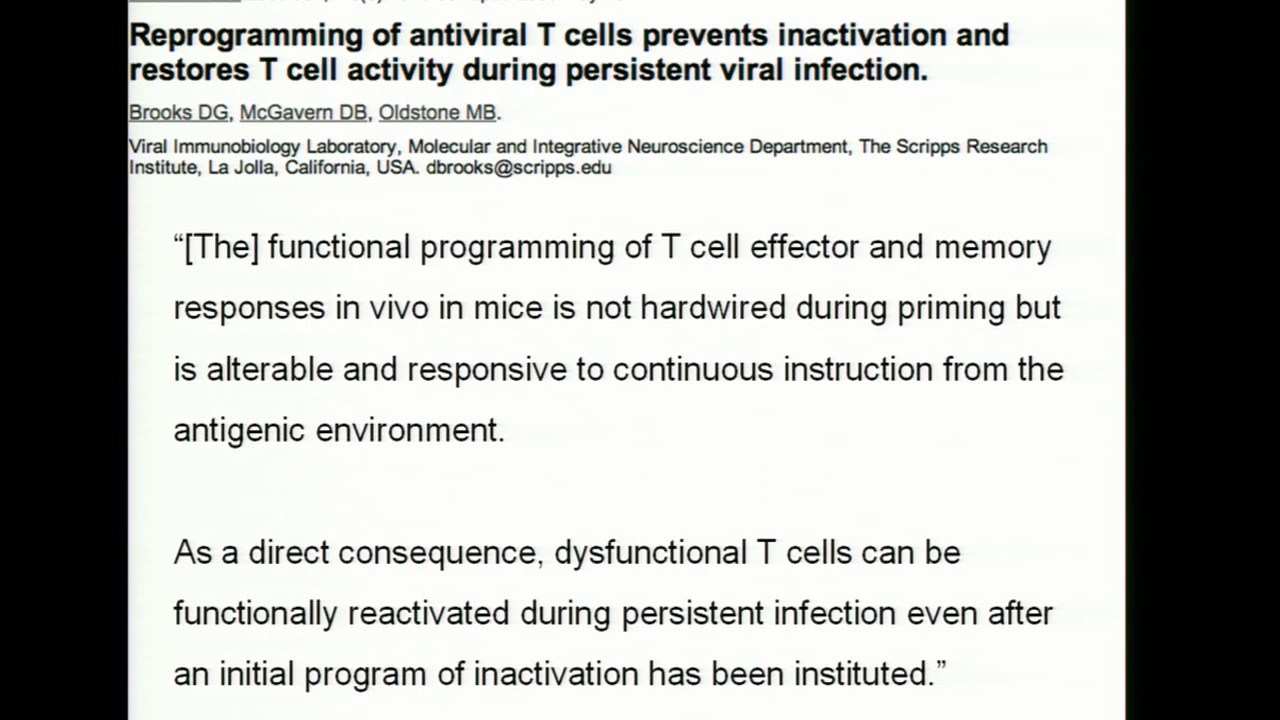 Reprogramming of antiviral T cells prevents inactivation and
restores T cell activity during persistent viral infection.
Brooks DG, McGavern DB, Oldstone MB.
Viral Immunobiology Laboratory, Molecular and Integrative Neuroscience Department, The Scripps Research
Institute, La Jolla, California, USA. dbrooks@scripps.edu
“[The] functional programming of T cell effector and memory
responses in vivo in mice is not hardwired during priming but
is alterable and responsive to continuous instruction from the
antigenic environment.
As a direct consequence, dysfunctional T cells can be
functionally reactivated during persistent infection even after
an initial program of inactivation has been instituted.”